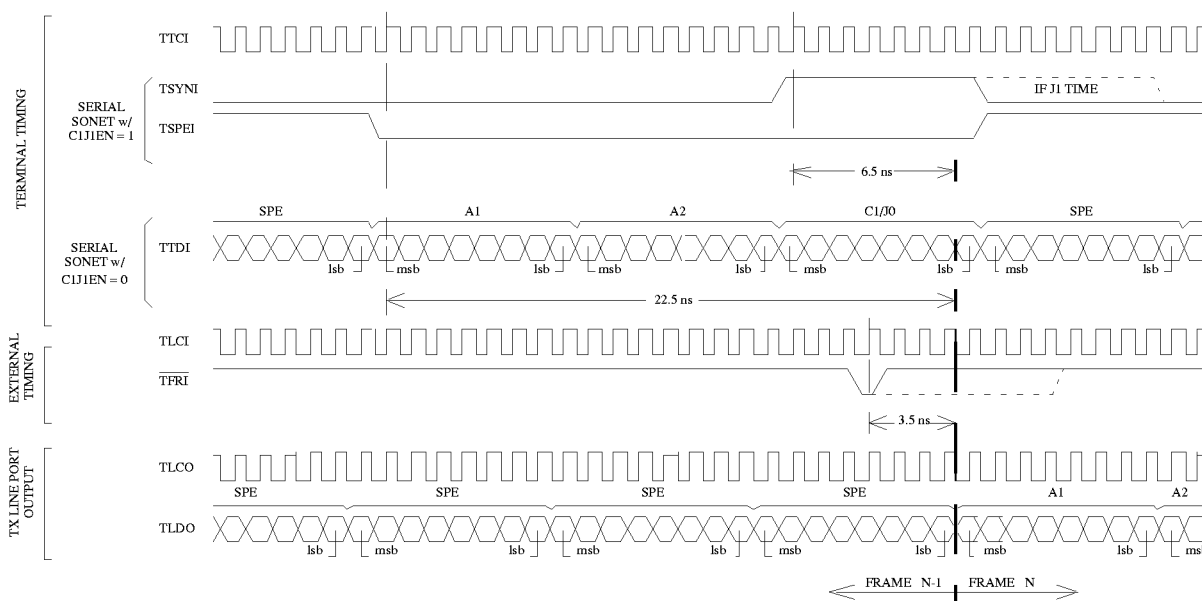 TERMINAL TIMING
TTCI
SERIAL
SONET w/
C1J1EN = 1
TSYNI
IF J1 TIME
TSPEI
6.5 ns
SERIAL
SONET w/
C1J1EN = 0
SPE A1 A2 C1/J0 SPE
TTDI
lsb msb lsb msb lsb msb lsb msb lsb
22.5 ns
EXTERNAL
TIMING
TLCI
TFRI
3.5 ns
TX LINE PORT
OUTPUT
TLCO
SPE SPE SPE SPE A1 A2
TLDO
lsb msb lsb msb lsb msb lsb msb lsb ms
FRAME N-1 FRAME N